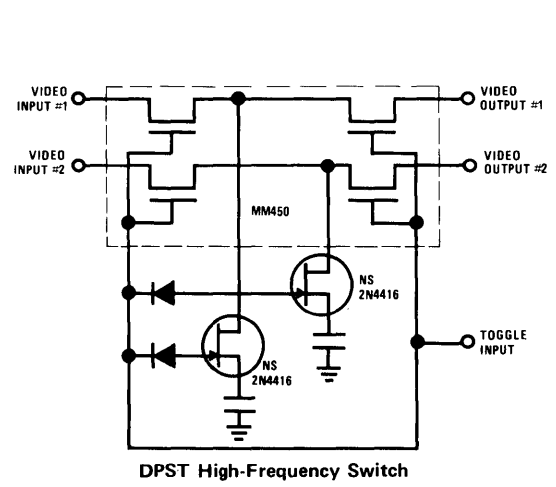 VIDEO
INPUT #1
VIDEO
OUTPUT #1
VIDEO
INPUT #2
VIDEO
OUTPUT #2
MM450
NS
2N4416
TOGGLE
INPUT
NS
2N4416
DPST High-Frequency Switch